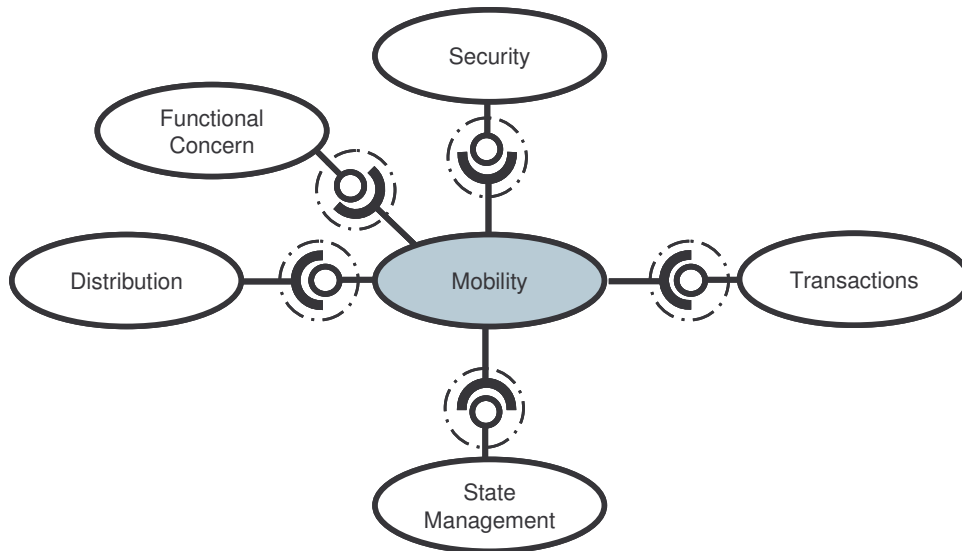 Security
Functional
Concern
Distribution
Mobility
Transactions
State
Management